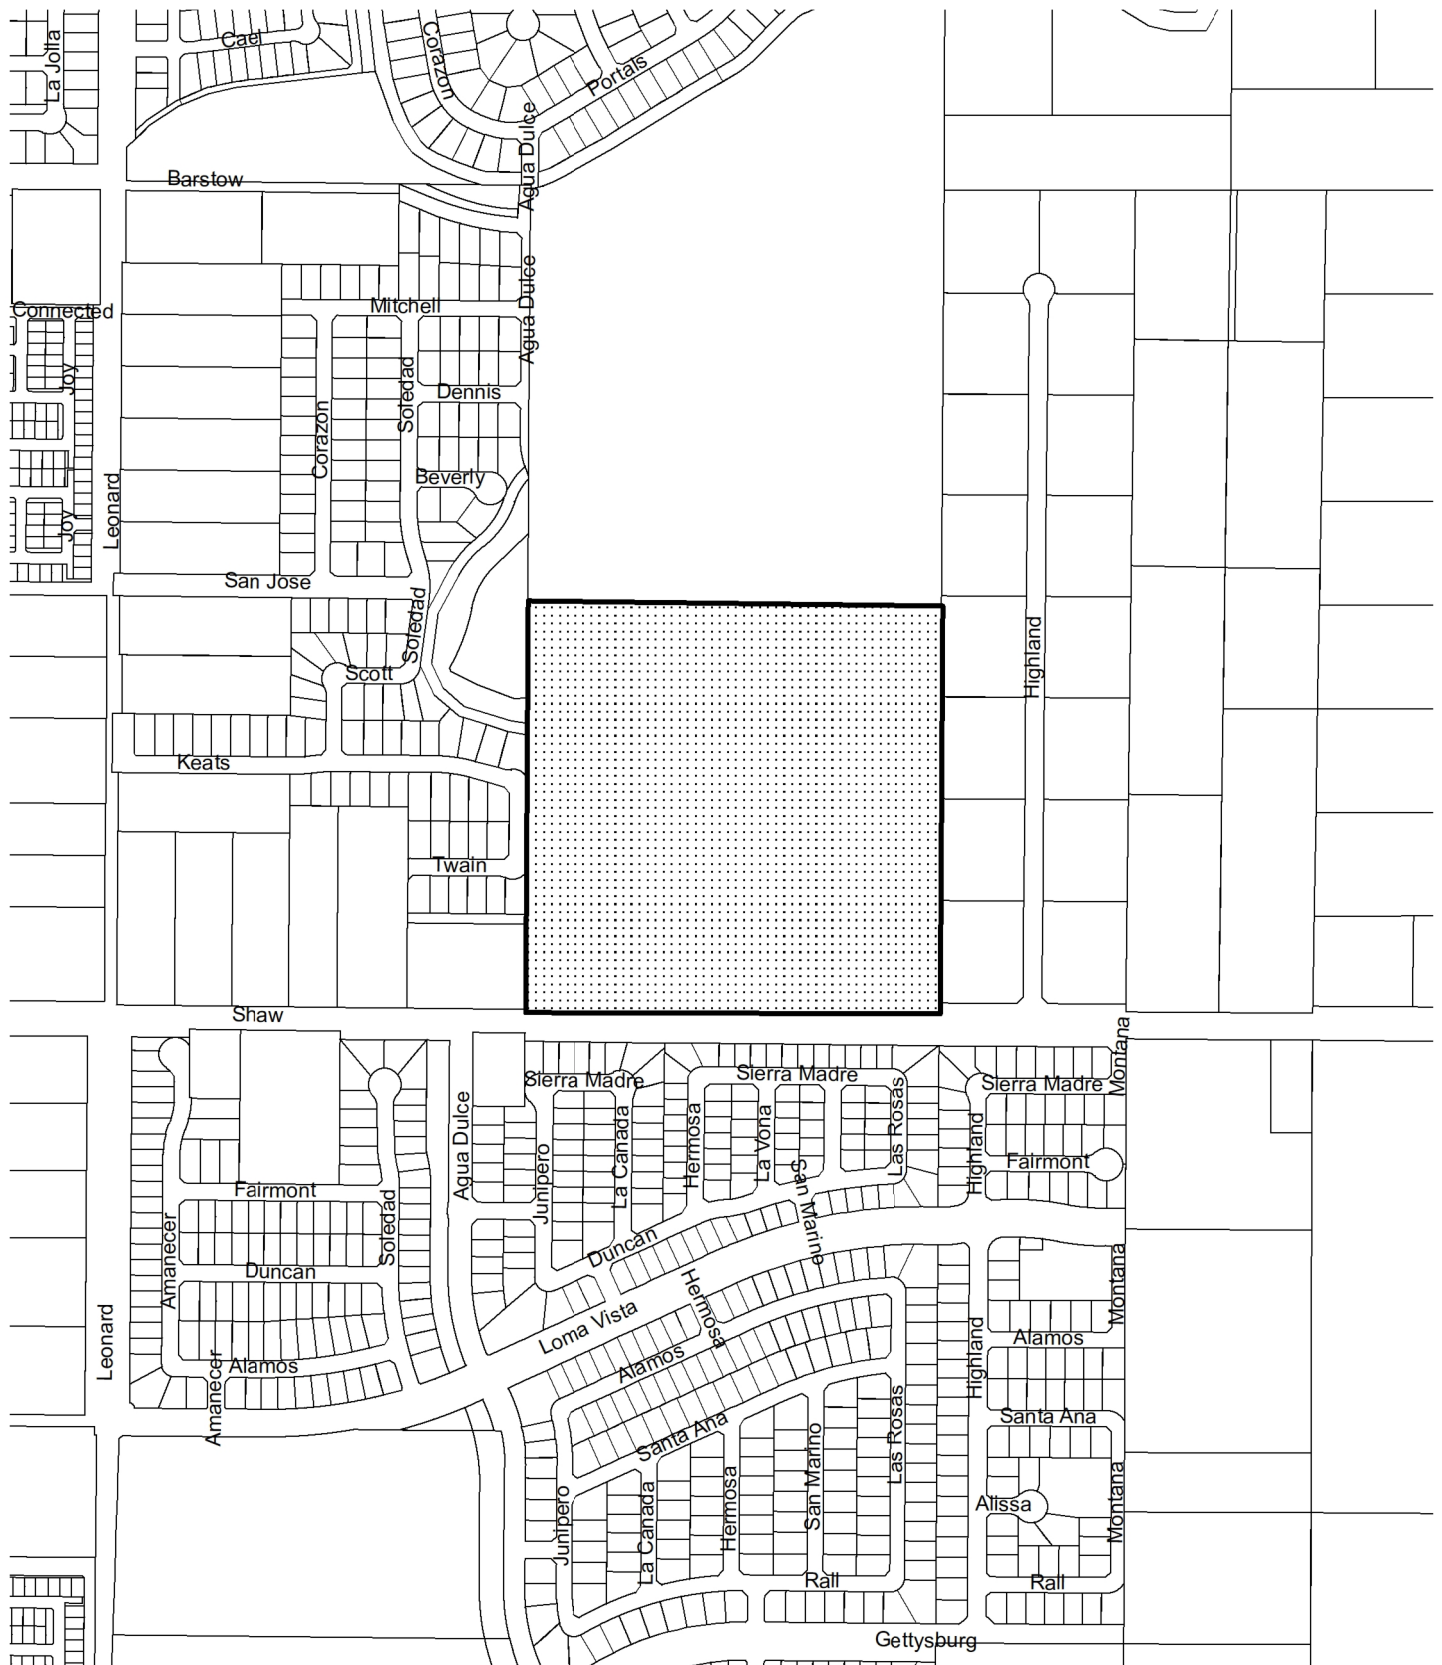 Cael
La Jolla
Corazon
Portals
Agua Dulce
Barstow
Agua Dulce
Connected
Mitchell
Joy
Soledad
Dennis
Corazon
Beverly
Leonard
Joy
San Jose
Soledad
Highland
Scott
Keats
Twain
Shaw
Montana
Sierra Madre
Sierra Madre
Sierra Madre
Agua Dulce
La Canada
Hermosa
La Vona
Las Rosas
Highland
Fairmont
Junipero
Fairmont
San Marine
Soledad
Amanecer
Duncan
Duncan
Montana
Hermosa
Loma Vista
Leonard
Alamos
Highland
Alamos
Alamos
Amanecer
Santa Ana
Santa Ana
Las Rosas
San Marino
Hermosa
La Canada
Junipero
Alissa
Montana
Rall
Rall
Gettysburg